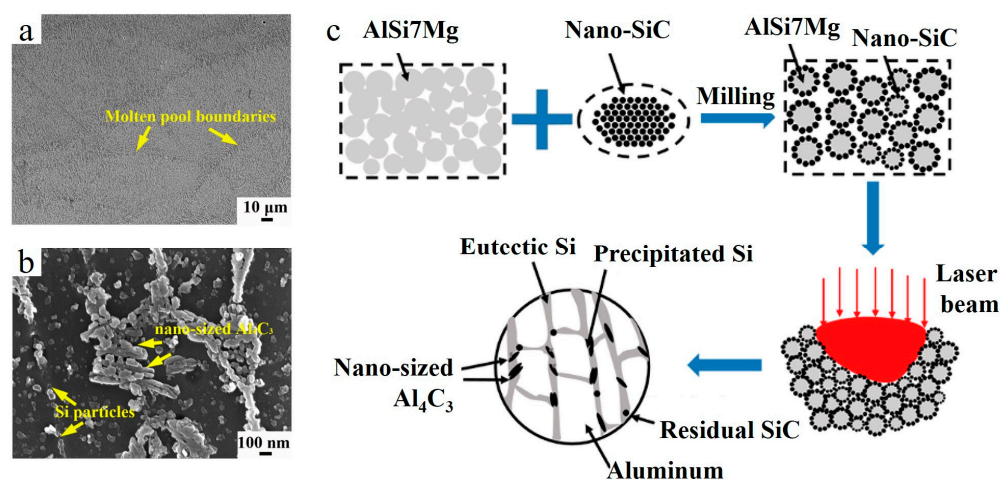 a
Molten pool boundaries
10 μm
b
nano-sized Al₄C₃
Si particles
100 nm
c
AlSi7Mg
Nano-SiC
Milling
AlSi7Mg
Nano-SiC
Laser
beam
Eutectic Si
Precipitated Si
Nano-sized
Al₄C₃
Residual SiC
Aluminum